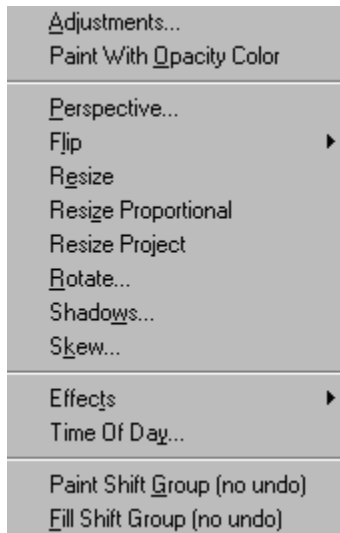 Adjustments...
Paint With Opacity Color
Perspective...
Flip
Resize
Resize Proportional
Resize Project
Rotate...
Shadows...
Skew...
Effects
Time Of Day...
Paint Shift Group (no undo)
Fill Shift Group (no undo)